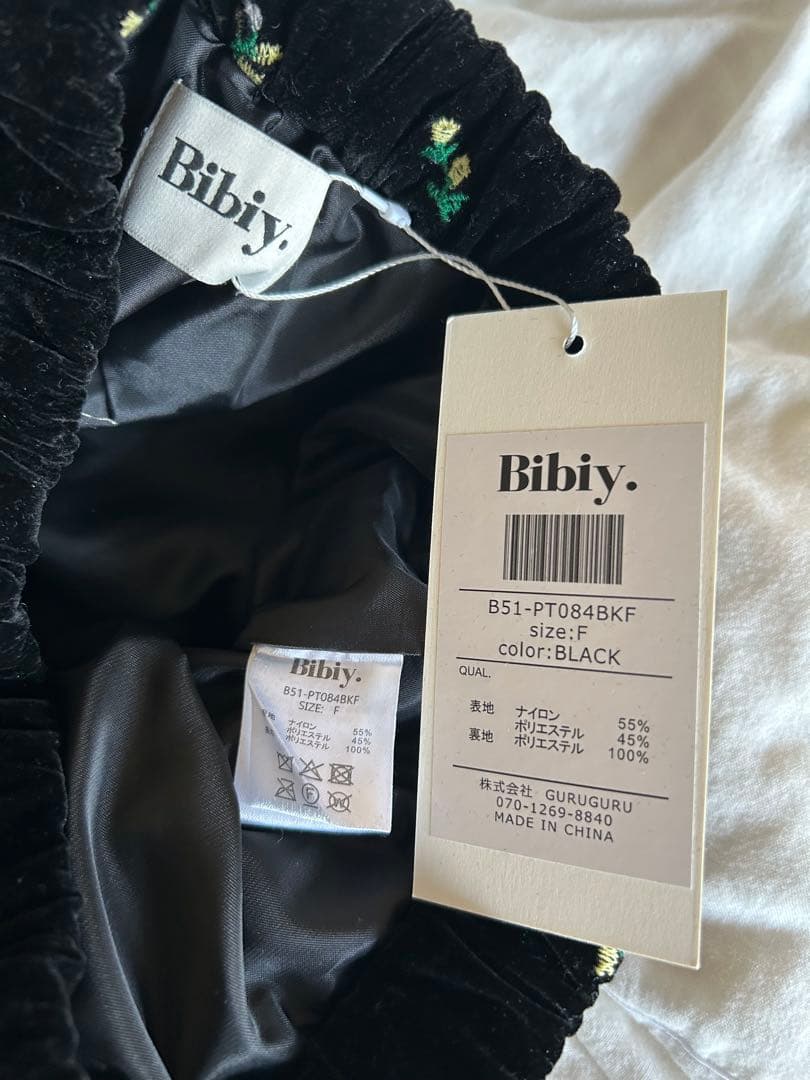 Bibiy.
Bibiy.
B51-PT084BKF
size:F
color:BLACK
QUAL.
表地 ナイロン 55%
ポリエステル 45%
裏地 ポリエステル 100%
株式会社 GURUGURU
070-1269-8840
MADE IN CHINA
Bibiy.
B51-PT084BKF
SIZE: F
地 ナイロン 55%
ポリエステル 45%
ポリエステル 100%
F
W